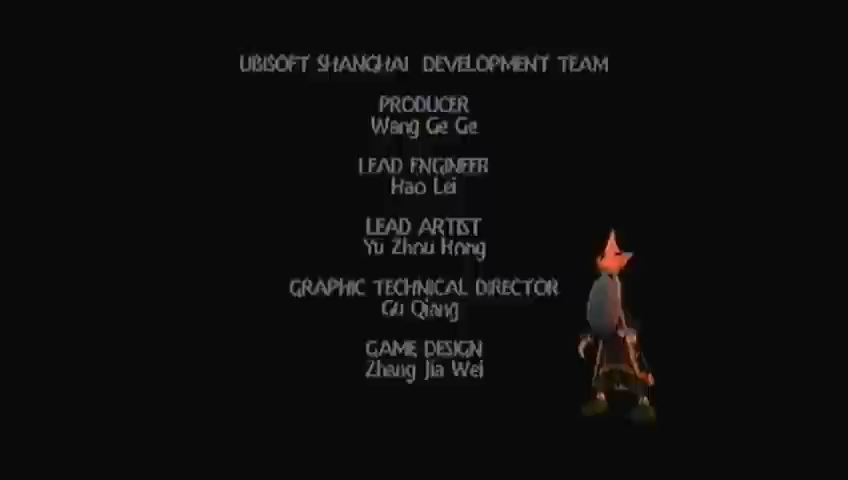 UBISOFT SHANGHAI DEVELOPMENT TEAM
PRODUCER
Wang Ge Ge
LEAD ENGINEER
Hao Lei
LEAD ARTIST
Yu Zhou Hong
GRAPHIC TECHNICAL DIRECTOR
Gu Qiang
GAME DESIGN
Zhang Jia Wei